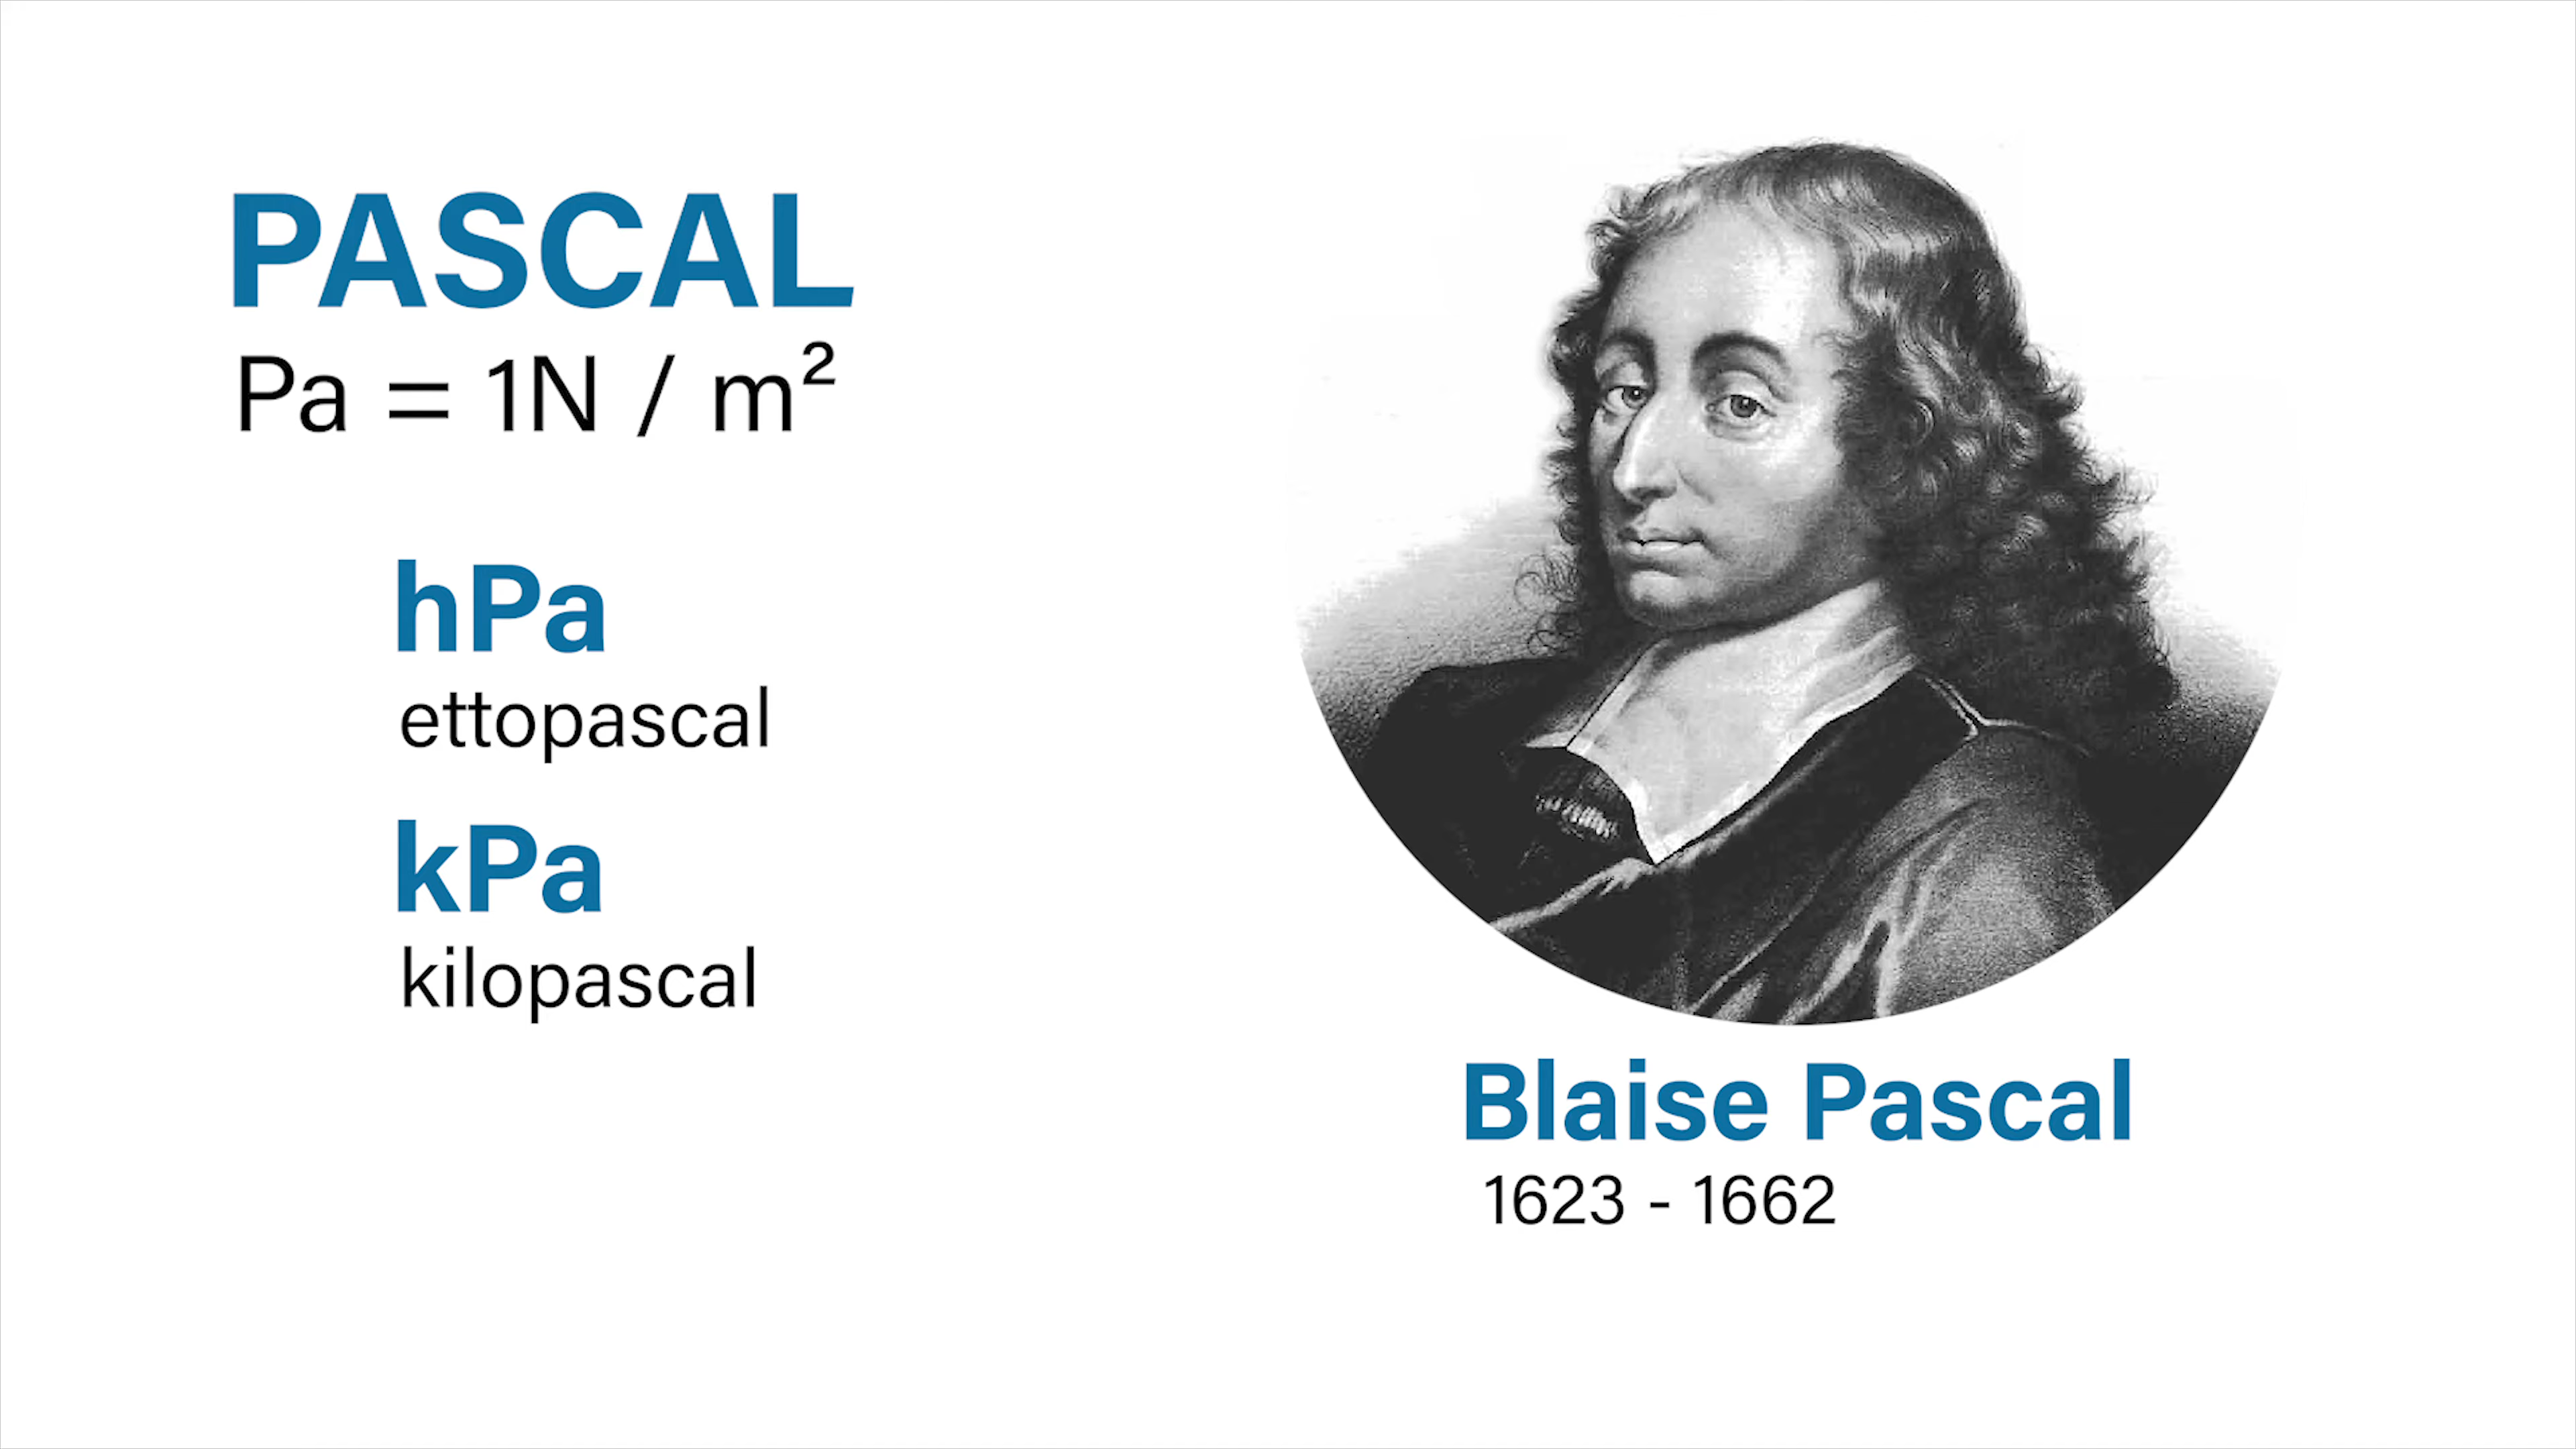 PASCAL
Pa = 1N / m²
hPa
ettopascal
kPa
kilopascal
Blaise Pascal
1623 - 1662